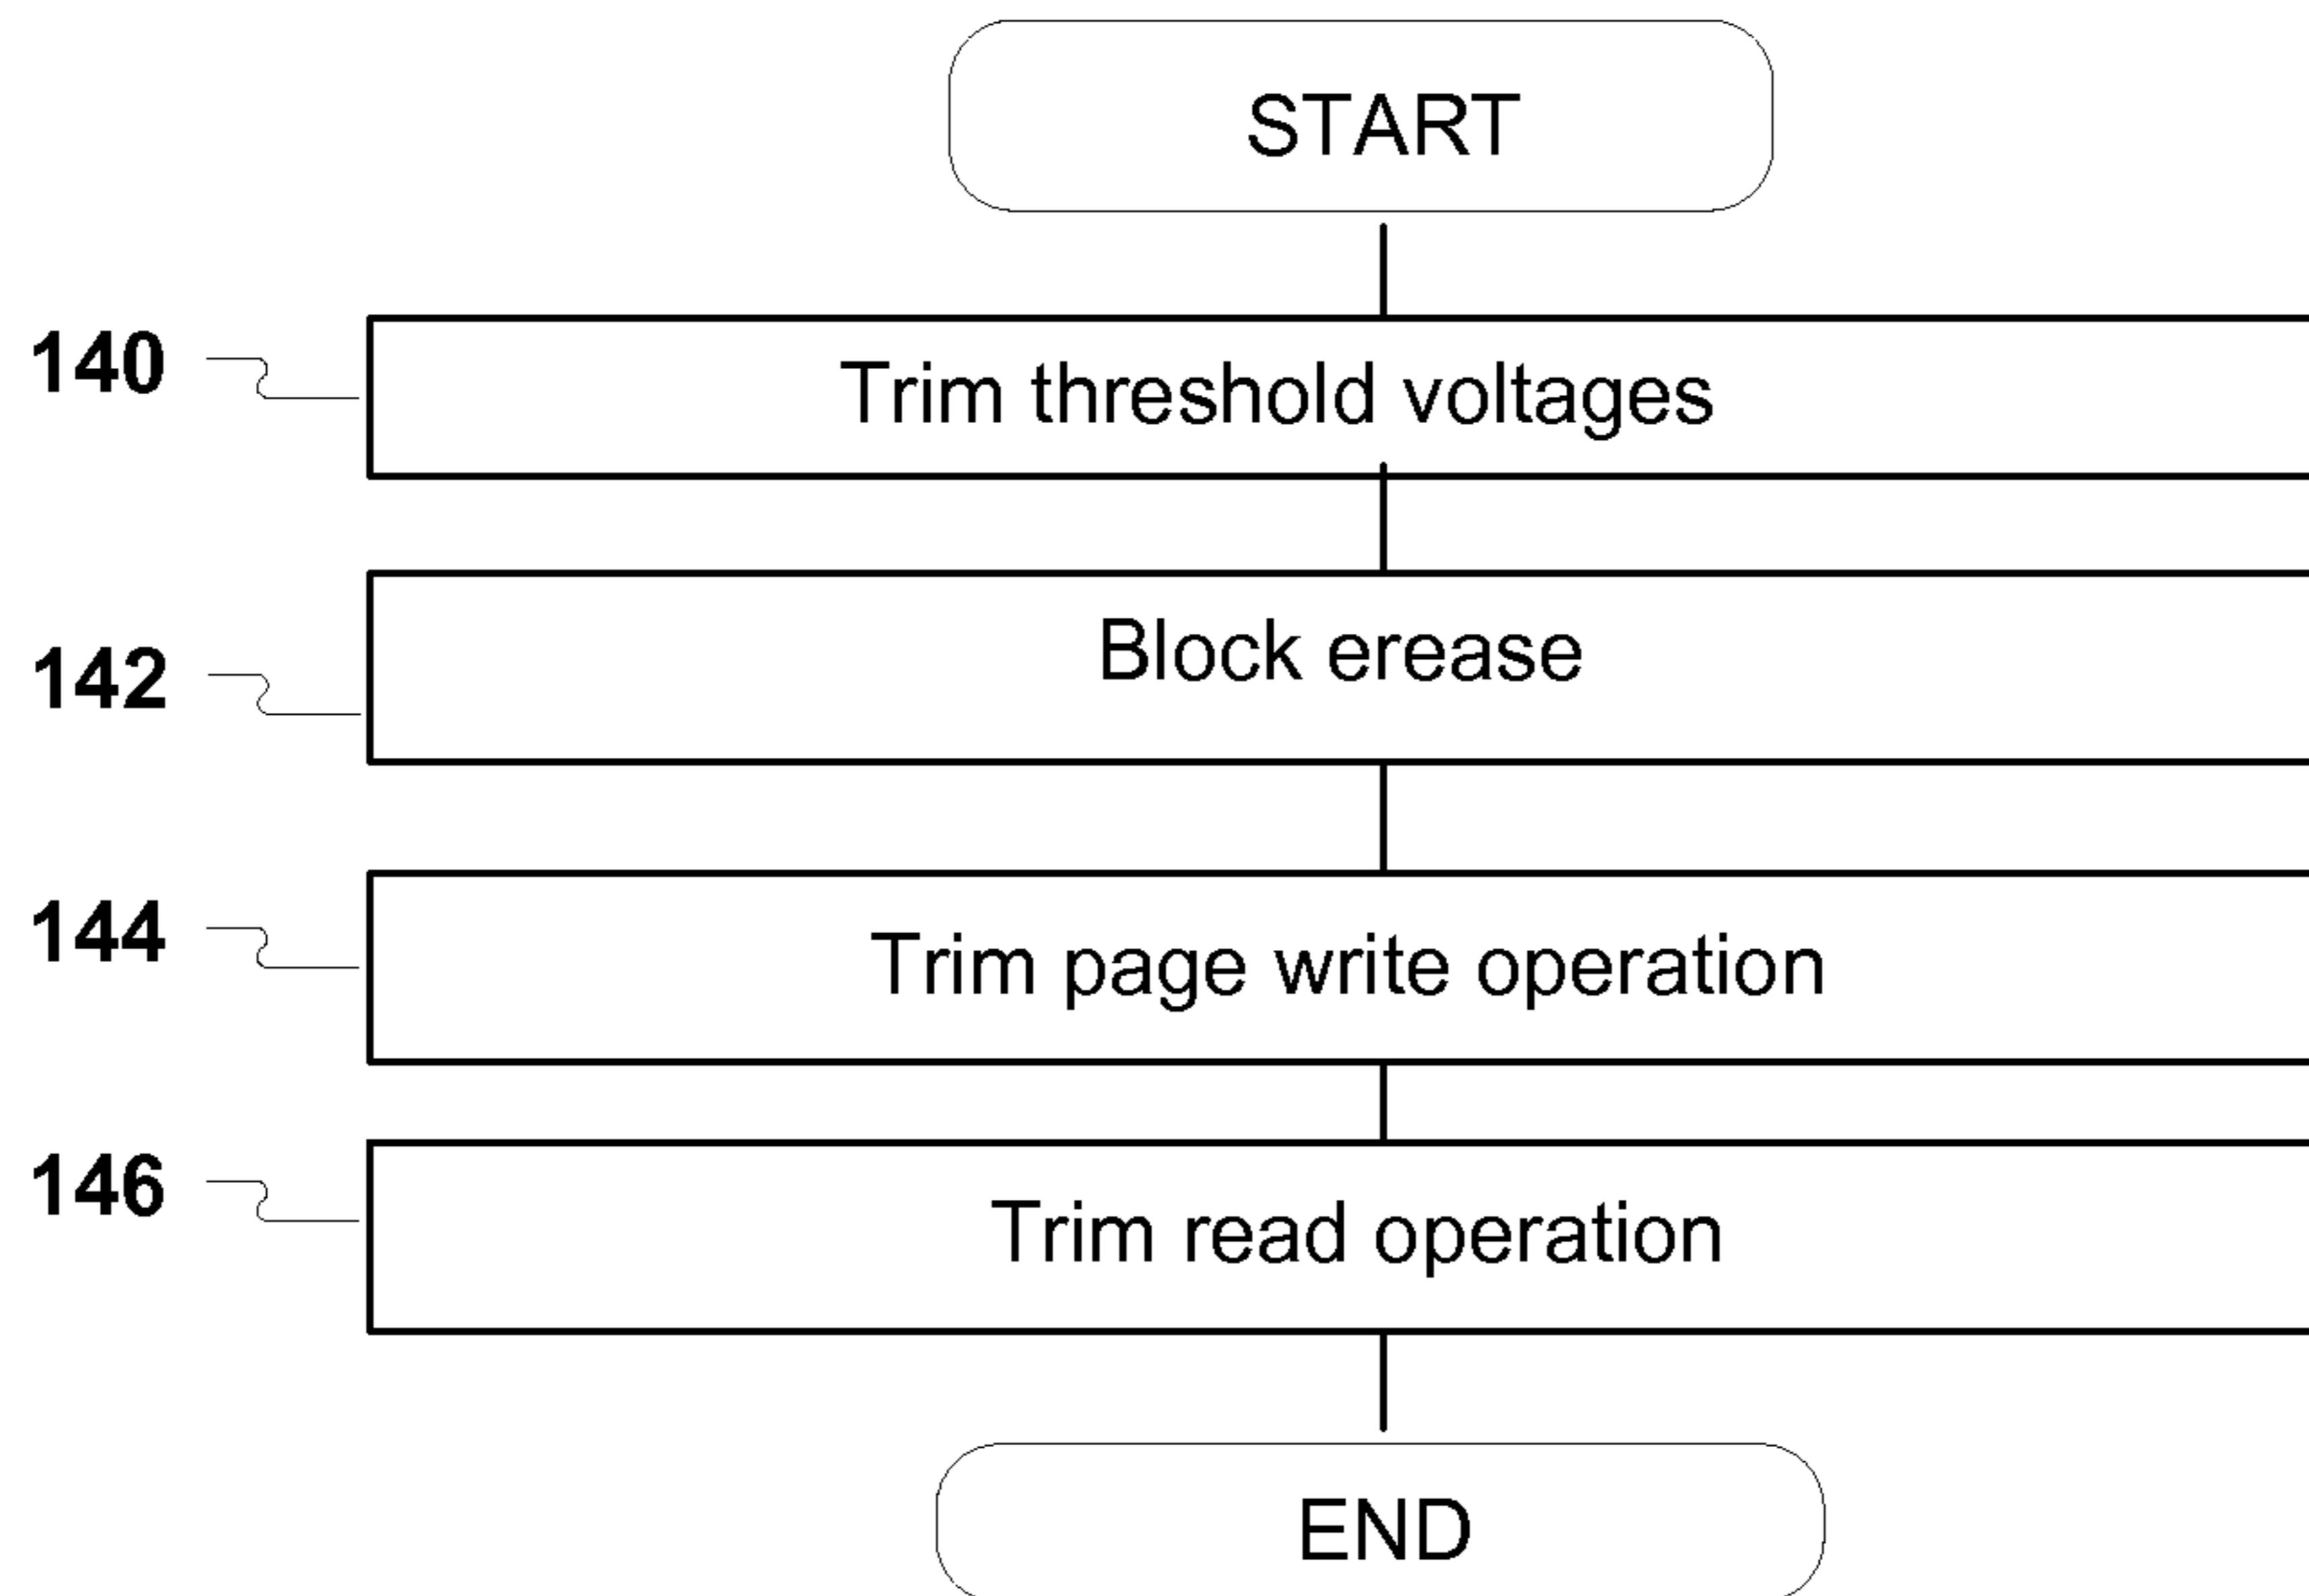 START
140 Trim threshold voltages
142 Block erease
144 Trim page write operation
146 Trim read operation
END